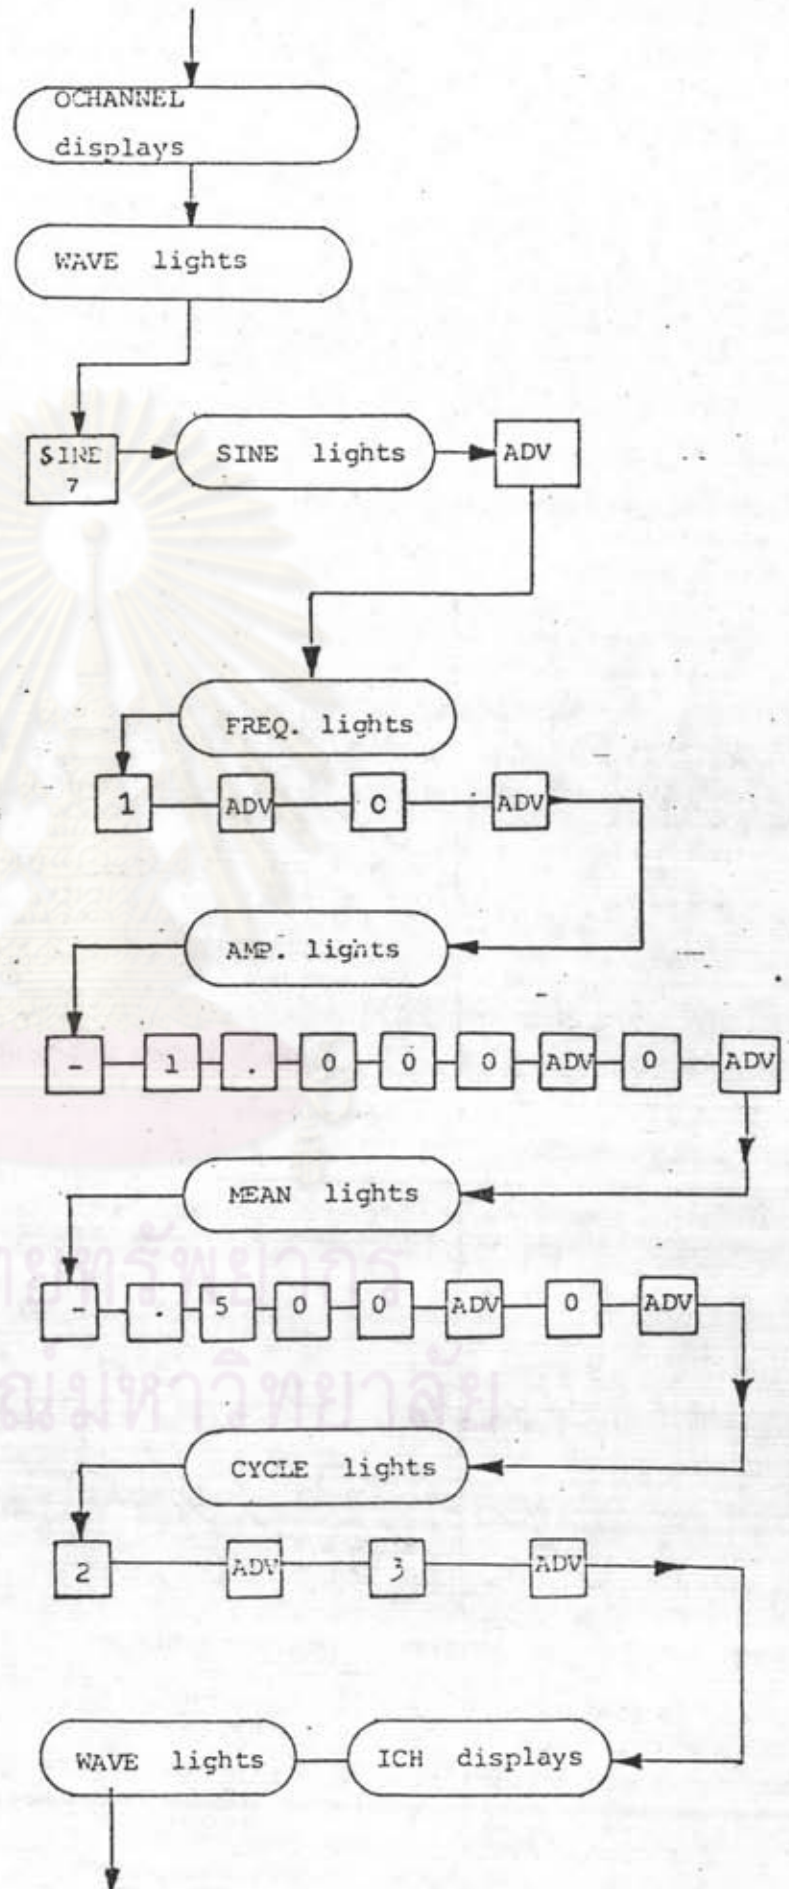 OCHANNEL
displays
WAVE lights
SINE
7
SINE lights
ADV
FREQ. lights
1 ADV 0 ADV
AMP. lights
- 1 . 0 0 0 ADV 0 ADV
MEAN lights
- . 5 0 0 ADV 0 ADV
CYCLE lights
2 ADV 3 ADV
WAVE lights ICH displays